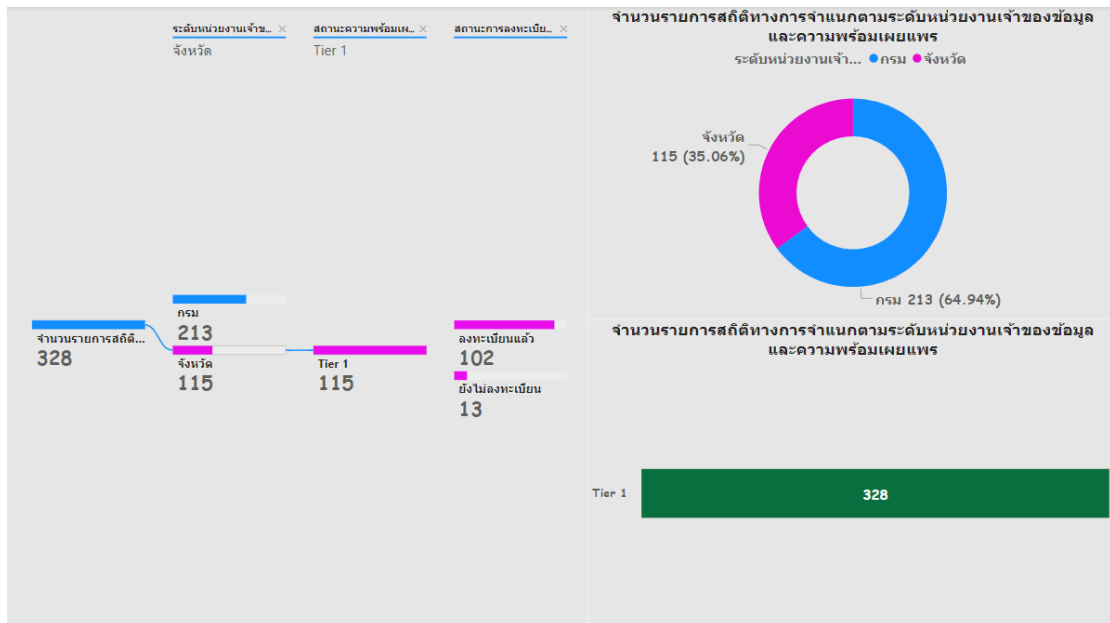 ระดับหน่วยงานเจ้าข... ×
สถานะความพร้อมเผ... ×
สถานะการลงทะเบีย... ×
จังหวัด
Tier 1
จำนวนรายการสถิติ...
328
กรม
213
จังหวัด
115
Tier 1
115
ลงทะเบียนแล้ว
102
ยังไม่ลงทะเบียน
13
จำนวนรายการสถิติทางการจำแนกตามระดับหน่วยงานเจ้าของข้อมูล
และความพร้อมเผยแพร
ระดับหน่วยงานเจ้า... กรม จังหวัด
จังหวัด
115 (35.06%)
กรม 213 (64.94%)
จำนวนรายการสถิติทางการจำแนกตามระดับหน่วยงานเจ้าของข้อมูล
และความพร้อมเผยแพร
Tier 1
328